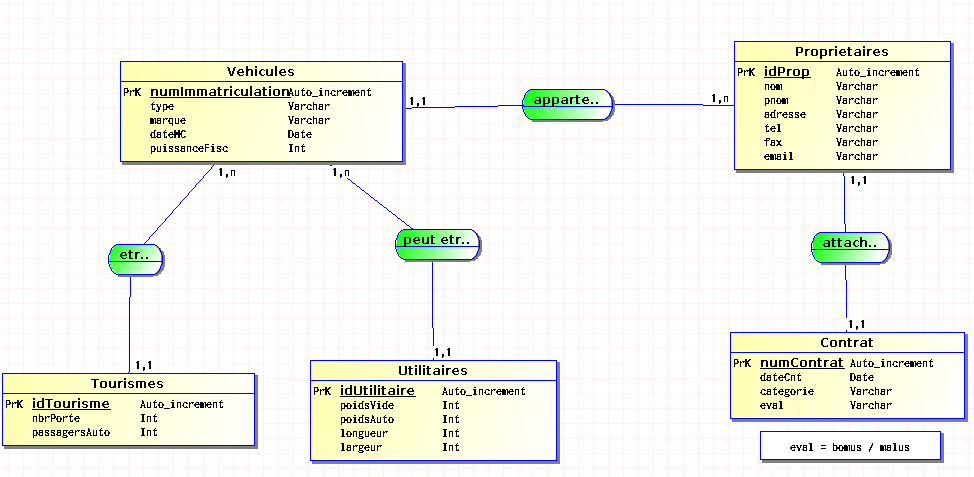 Vehicules
PrK numImmatriculation Auto_increment
type Varchar
marque Varchar
dateMC Date
puissanceFisc Int
1,1
apparte..
1,n
Proprietaires
PrK idProp Auto_increment
nom Varchar
pnom Varchar
adresse Varchar
tel Varchar
fax Varchar
email Varchar
1,n
1,n
1,1
etr..
peut etr..
attach..
1,1
1,1
1,1
Tourismes
PrK idTourisme Auto_increment
nbrPorte Int
passagersAuto Int
Utilitaires
PrK idUtilitaire Auto_increment
poidsVide Int
poidsAuto Int
longueur Int
largeur Int
Contrat
PrK numContrat Auto_increment
dateCnt Date
categorie Varchar
eval Varchar
eval = bomus / malus